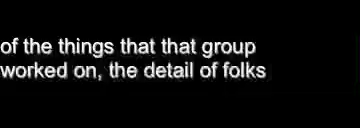 of the things that that group
worked on, the detail of folks